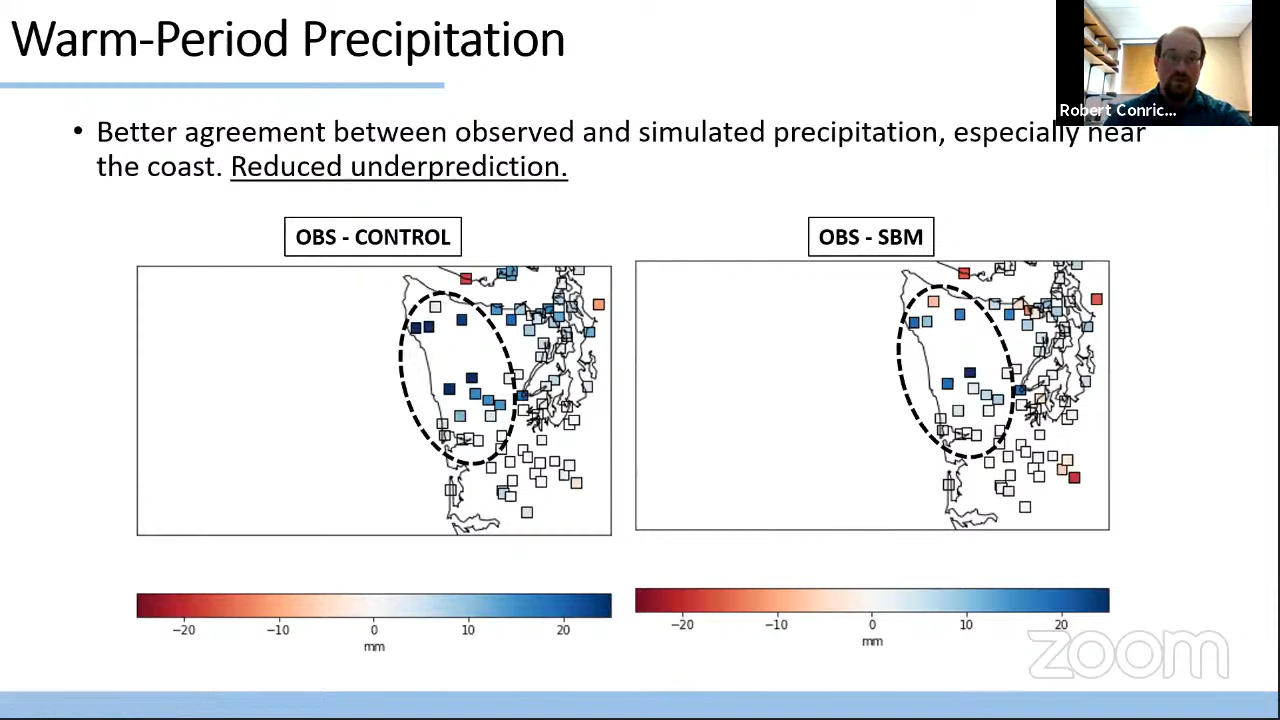 Warm-Period Precipitation
Robert Conric...
• Better agreement between observed and simulated precipitation, especially near
the coast. Reduced underprediction.
OBS - CONTROL
OBS - SBM
−20 −10 0 10 20
mm
−20 −10 0 10 20
mm
zoom